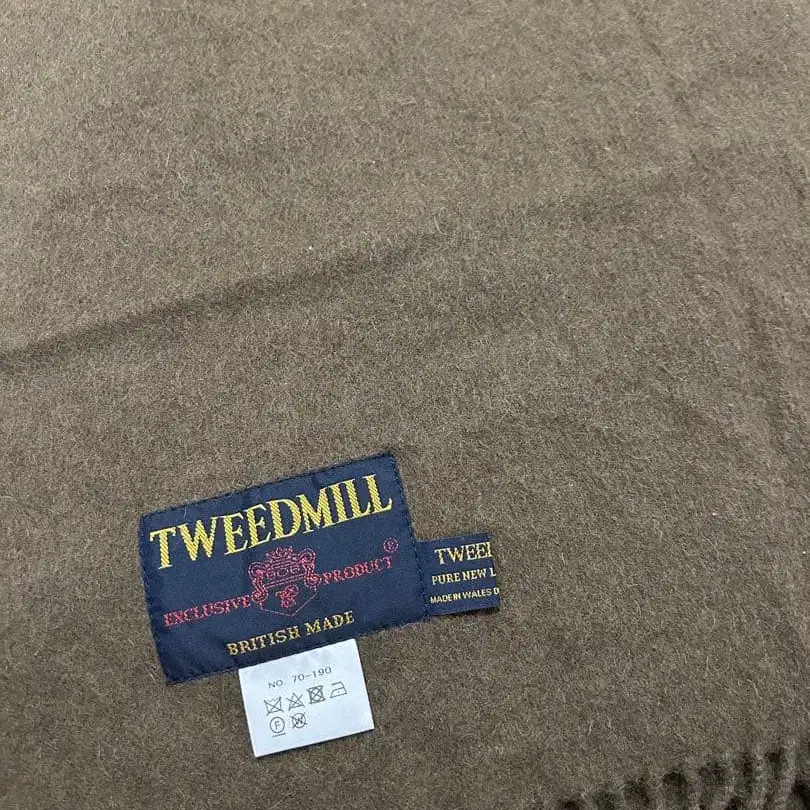 TWEEDMILL
EXCLUSIVE PRODUCT®
BRITISH MADE
TWEE
PURE NEW L
MADE IN WALES
NO 70-190
F
W